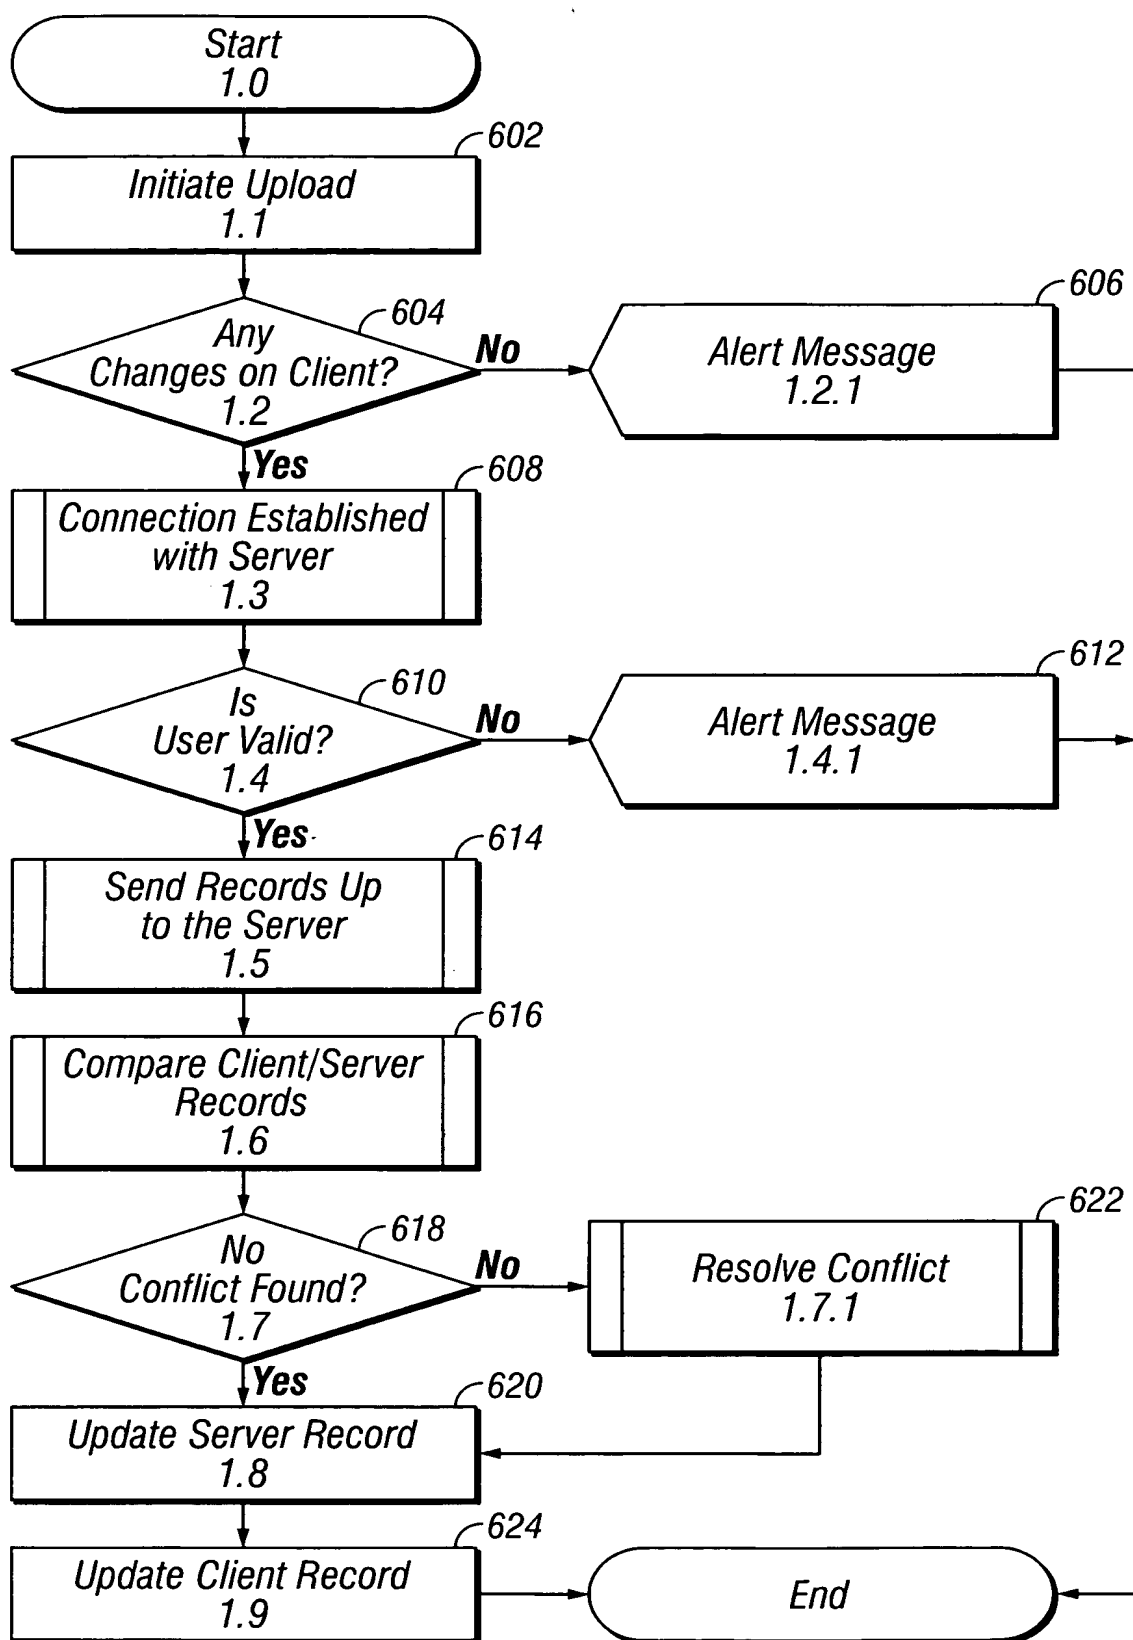 Start
1.0
602
Initiate Upload
1.1
604
Any
Changes on Client?
1.2
No
606
Alert Message
1.2.1
Yes
608
Connection Established
with Server
1.3
610
Is
User Valid?
1.4
No
612
Alert Message
1.4.1
Yes
614
Send Records Up
to the Server
1.5
616
Compare Client/Server
Records
1.6
618
No
Conflict Found?
1.7
No
622
Resolve Conflict
1.7.1
Yes
620
Update Server Record
1.8
624
Update Client Record
1.9
End